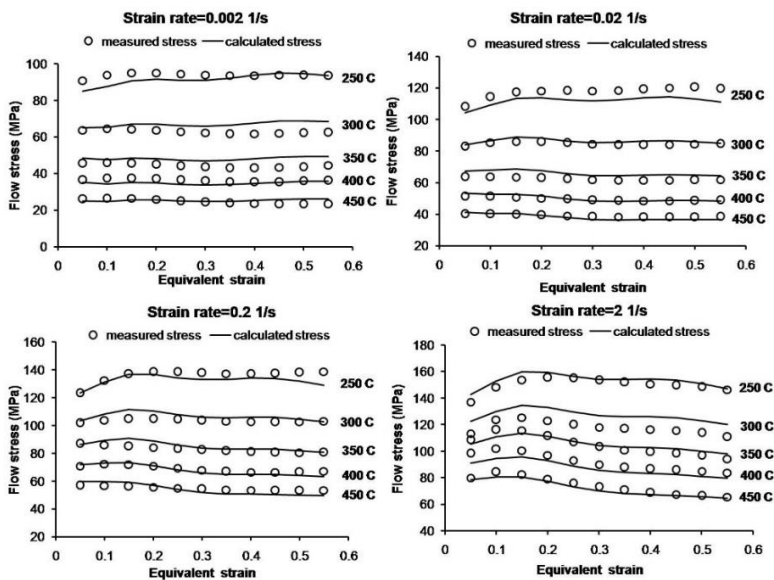 Strain rate=0.002 1/s
measured stress calculated stress
Flow stress (MPa)
100
80
60
40
20
0
250 C
300 C
350 C
400 C
450 C
0 0.1 0.2 0.3 0.4 0.5 0.6
Equivalent strain
Strain rate=0.02 1/s
measured stress calculated stress
Flow stress (MPa)
140
120
100
80
60
40
20
250 C
300 C
350 C
400 C
450 C
0 0.1 0.2 0.3 0.4 0.5 0.6
Equivalent strain
Strain rate=0.2 1/s
measured stress calculated stress
Flow stress (MPa)
160
140
120
100
80
60
40
20
250 C
300 C
350 C
400 C
450 C
0 0.1 0.2 0.3 0.4 0.5 0.6
Equivalent strain
Strain rate=2 1/s
measured stress calculated stress
Flow stress (MPa)
180
160
140
120
100
80
60
40
250 C
300 C
350 C
400 C
450 C
0 0.1 0.2 0.3 0.4 0.5 0.6
Equivalent strain